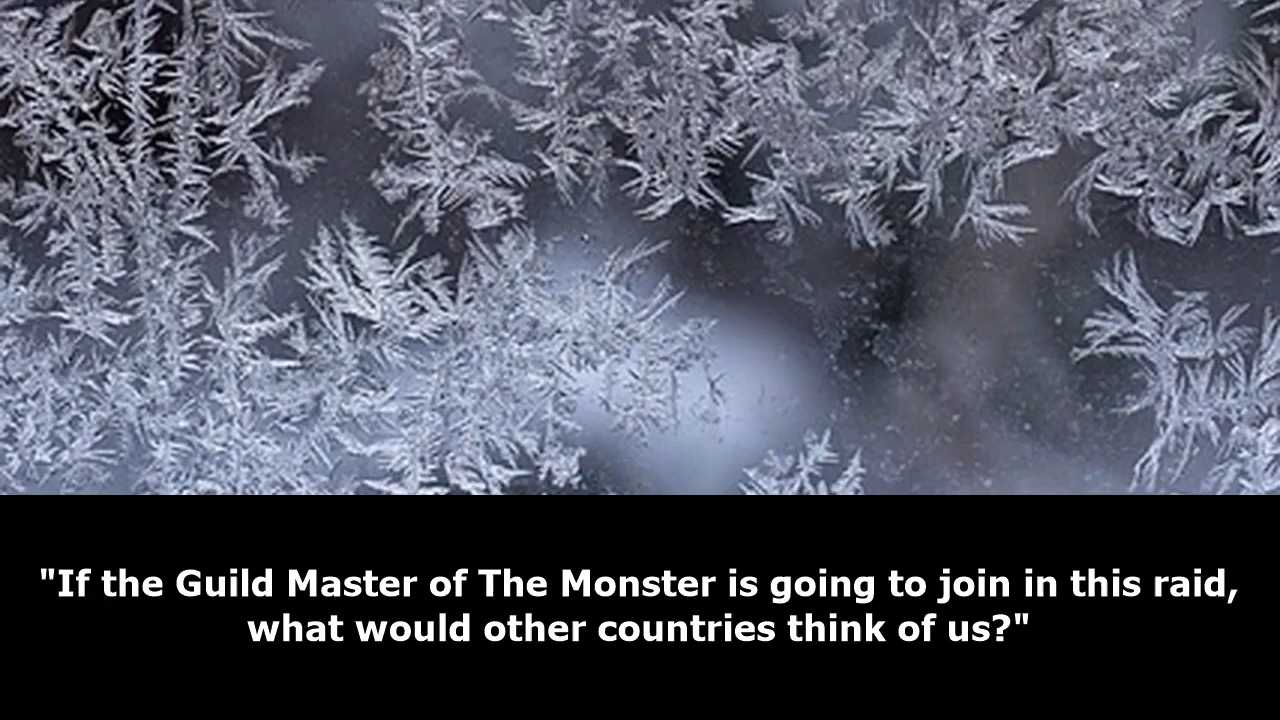 "If the Guild Master of The Monster is going to join in this raid,
what would other countries think of us?"